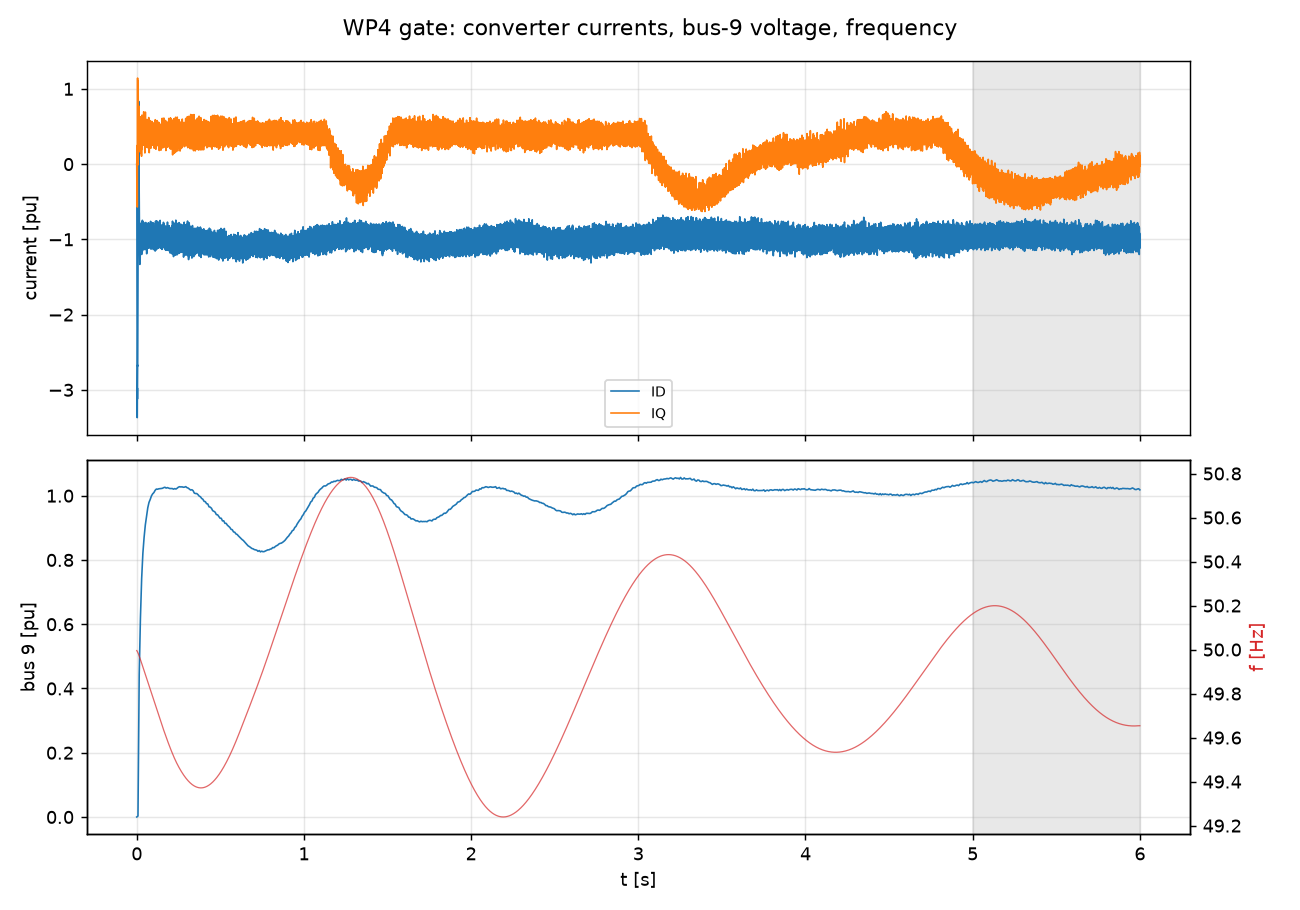 WP4 gate: converter currents, bus-9 voltage, frequency
1
0
−1
−2
−3
current [pu]
ID
IQ
1.0
0.8
0.6
0.4
0.2
0.0
bus 9 [pu]
50.8
50.6
50.4
50.2
50.0
49.8
49.6
49.4
49.2
f [Hz]
0 1 2 3 4 5 6
t [s]